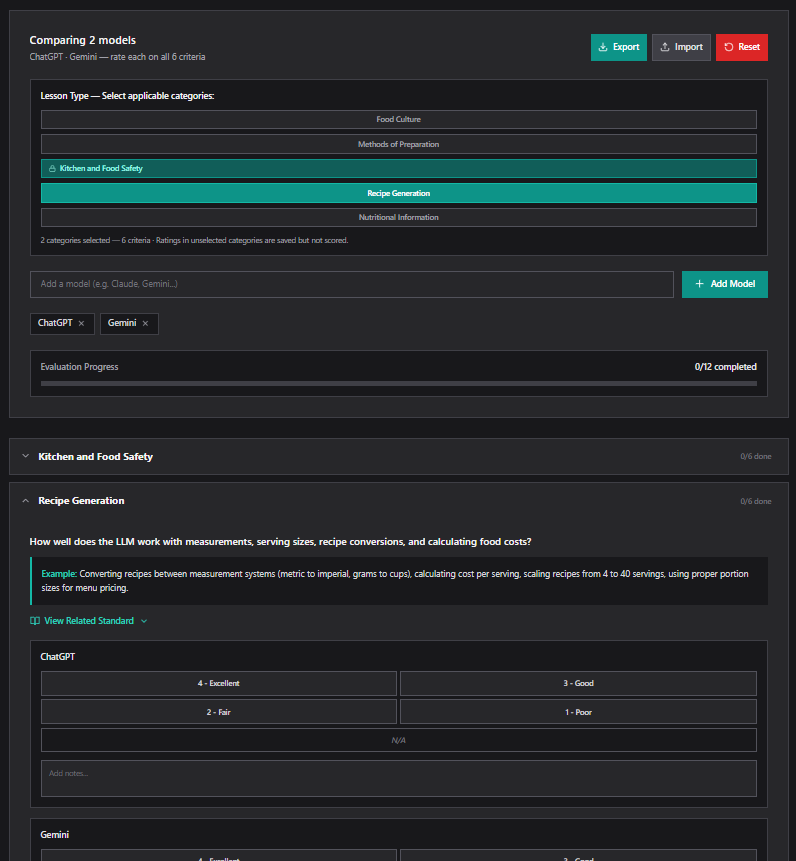 Comparing 2 models
ChatGPT · Gemini — rate each on all 6 criteria
Export
Import
Reset
Lesson Type — Select applicable categories:
Food Culture
Methods of Preparation
Kitchen and Food Safety
Recipe Generation
Nutritional Information
2 categories selected — 6 criteria · Ratings in unselected categories are saved but not scored.
Add a model (e.g. Claude, Gemini...)
Add Model
ChatGPT ×
Gemini ×
Evaluation Progress
0/12 completed
Kitchen and Food Safety
0/6 done
Recipe Generation
0/6 done
How well does the LLM work with measurements, serving sizes, recipe conversions, and calculating food costs?
Example: Converting recipes between measurement systems (metric to imperial, grams to cups), calculating cost per serving, scaling recipes from 4 to 40 servings, using proper portion
sizes for menu pricing.
View Related Standard
ChatGPT
4 - Excellent
3 - Good
2 - Fair
1 - Poor
N/A
Add notes...
Gemini
4 - Excellent
3 - Good